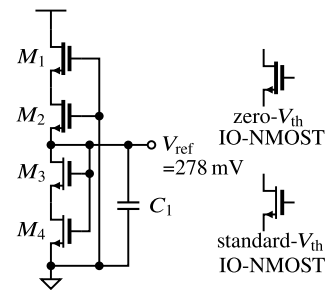 M1
M2
Vref
=278 mV
M3
C1
M4
zero-Vth
IO-NMOST
standard-Vth
IO-NMOST